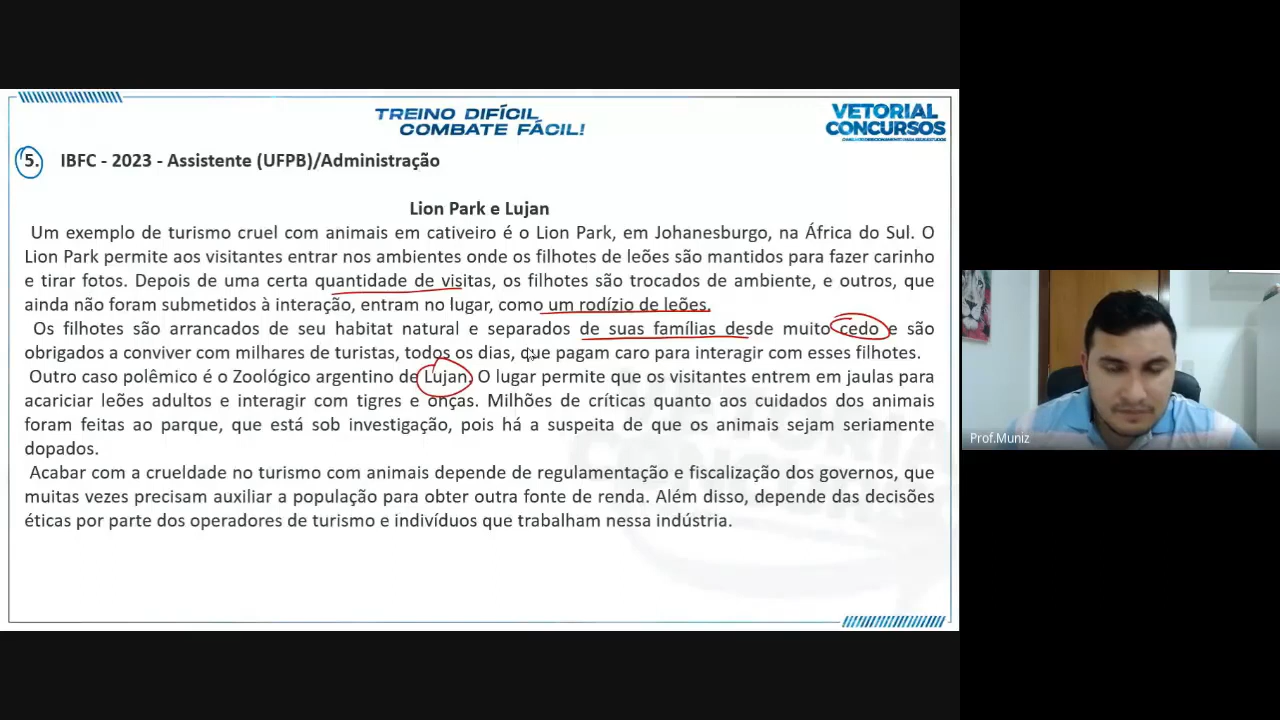 TREINO DIFÍCIL
COMBATE FÁCIL!
VETORIAL
CONCURSOS
5. IBFC - 2023 - Assistente (UFPB)/Administração
Lion Park e Lujan
Um exemplo de turismo cruel com animais em cativeiro é o Lion Park, em Johanesburgo, na África do Sul. O
Lion Park permite aos visitantes entrar nos ambientes onde os filhotes de leões são mantidos para fazer carinho
e tirar fotos. Depois de uma certa quantidade de visitas, os filhotes são trocados de ambiente, e outros, que
ainda não foram submetidos à interação, entram no lugar, como um rodízio de leões.
Os filhotes são arrancados de seu habitat natural e separados de suas famílias desde muito cedo e são
obrigados a conviver com milhares de turistas, todos os dias, que pagam caro para interagir com esses filhotes.
Outro caso polêmico é o Zoológico argentino de Lujan. O lugar permite que os visitantes entrem em jaulas para
acariciar leões adultos e interagir com tigres e onças. Milhões de críticas quanto aos cuidados dos animais
foram feitas ao parque, que está sob investigação, pois há a suspeita de que os animais sejam seriamente
dopados.
Acabar com a crueldade no turismo com animais depende de regulamentação e fiscalização dos governos, que
muitas vezes precisam auxiliar a população para obter outra fonte de renda. Além disso, depende das decisões
éticas por parte dos operadores de turismo e indivíduos que trabalham nessa indústria.
Prof.Muniz